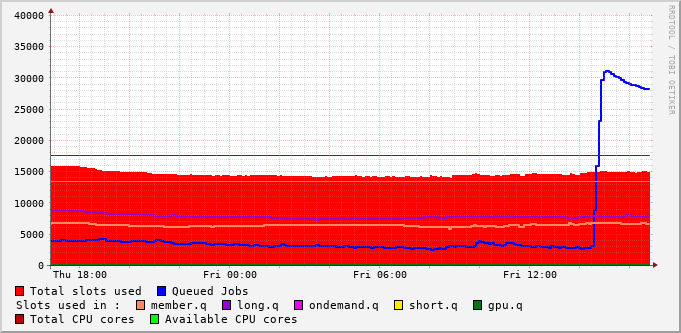 RRDTOOL / TOBI OETIKER
40000
35000
30000
25000
20000
15000
10000
5000
0
Thu 18:00 Fri 00:00 Fri 06:00 Fri 12:00
Total slots used Queued Jobs
Slots used in : member.q long.q ondemand.q short.q gpu.q
Total CPU cores Available CPU cores